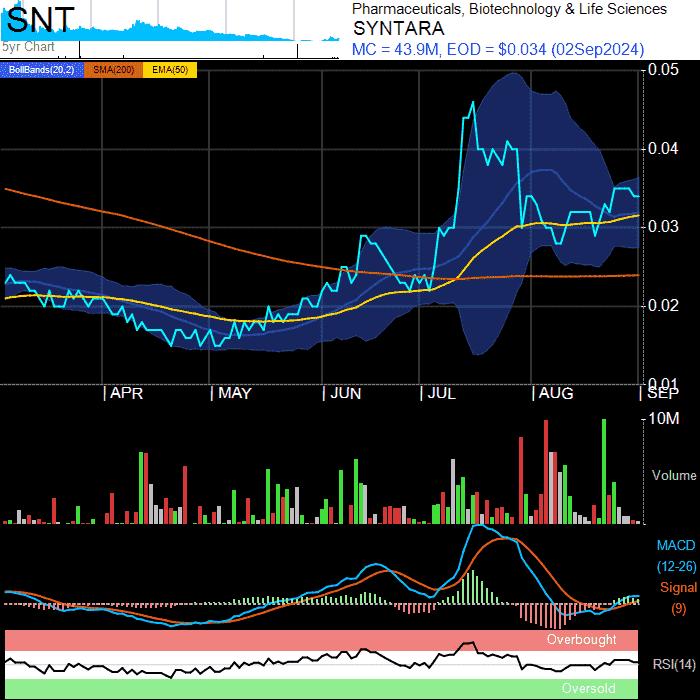 SNT
5yr Chart
Pharmaceuticals, Biotechnology & Life Sciences
SYNTARA
MC = 43.9M, EOD = $0.034 (02Sep2024)
BollBands(20,2) SMA(200) EMA(50)
0.05
0.04
0.03
0.02
0.01
APR MAY JUN JUL AUG SEP
10M
Volume
MACD
(12-26)
Signal
(9)
Overbought
RSI(14)
Oversold